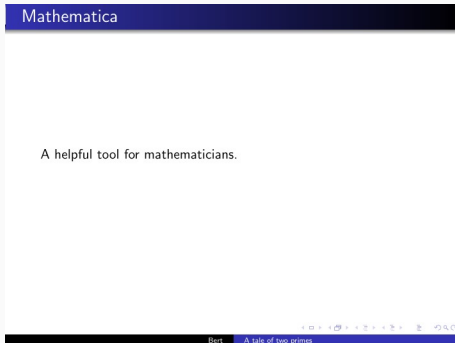 Mathematica
A helpful tool for mathematicians.
Bert A tale of two primes